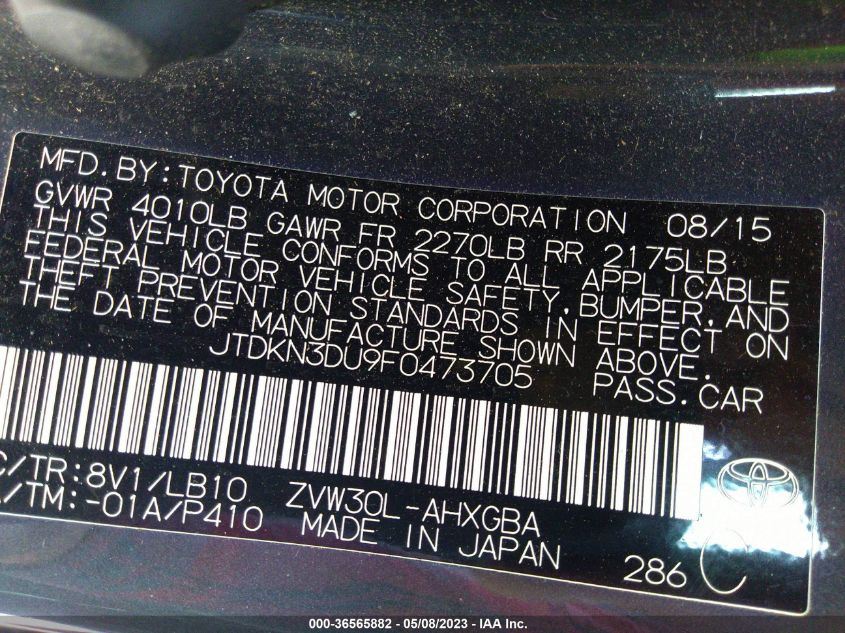 MFD. BY: TOYOTA MOTOR CORPORATION 08/15
GVWR 4010LB GAWR FR 2270LB RR 2175LB
THIS VEHICLE CONFORMS TO ALL APPLICABLE
FEDERAL MOTOR VEHICLE SAFETY, BUMPER, AND
THEFT PREVENTION STANDARDS IN EFFECT ON
THE DATE OF MANUFACTURE SHOWN ABOVE.
JTDKN3DU9F0473705 PASS. CAR
C/TR: 8V1/LB10 ZVW30L-AHXGBA
/TM: -01A/P410 MADE IN JAPAN
286 C
000-36565882 - 05/08/2023 - IAA Inc.